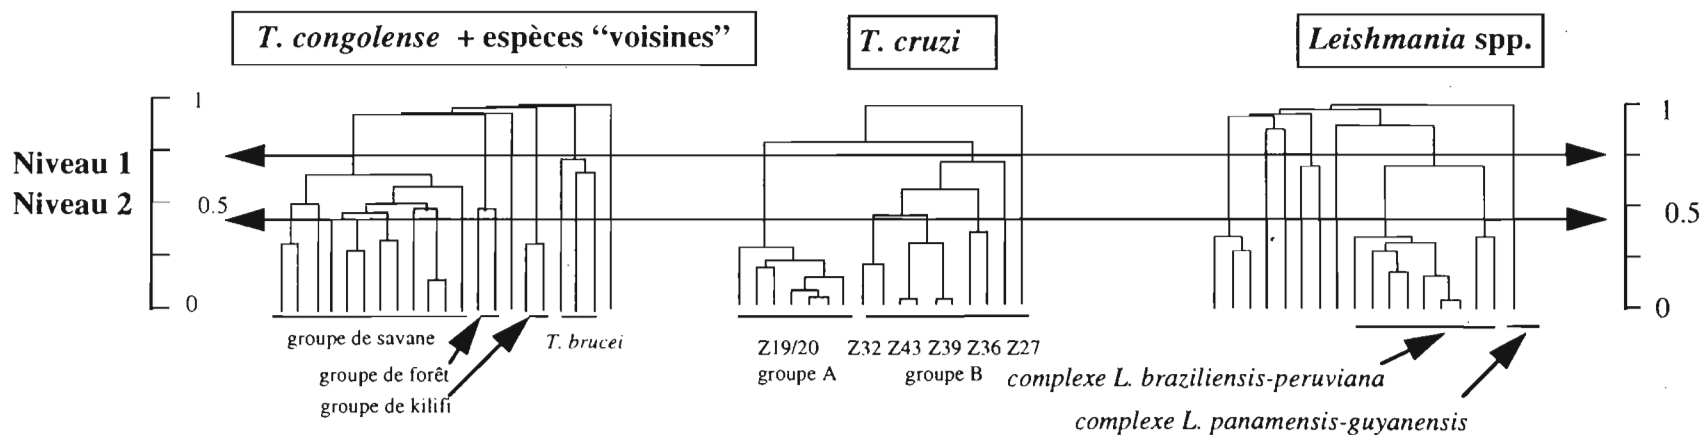 T. congolense + espèces “voisines”
T. cruzi
Leishmania spp.
1
1
Niveau 1
Niveau 2
0.5
0.5
0
0
groupe de savane
T. brucei
groupe de forêt
groupe de kilifi
Z19/20
groupe A
Z32 Z43 Z39 Z36 Z27
groupe B
complexe L. braziliensis-peruviana
complexe L. panamensis-guyanensis